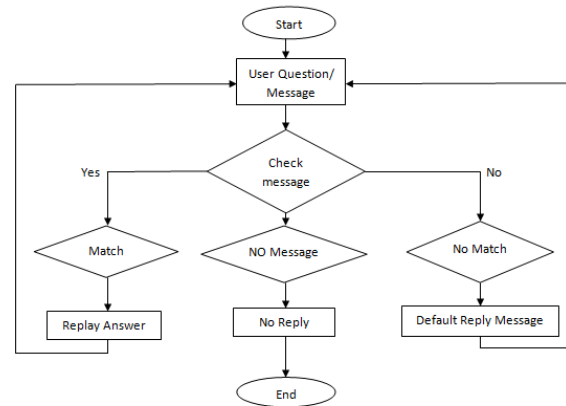 Start
User Question/
Message
Check
message
Yes
No
Match
NO Message
No Match
Replay Answer
No Reply
Default Reply Message
End